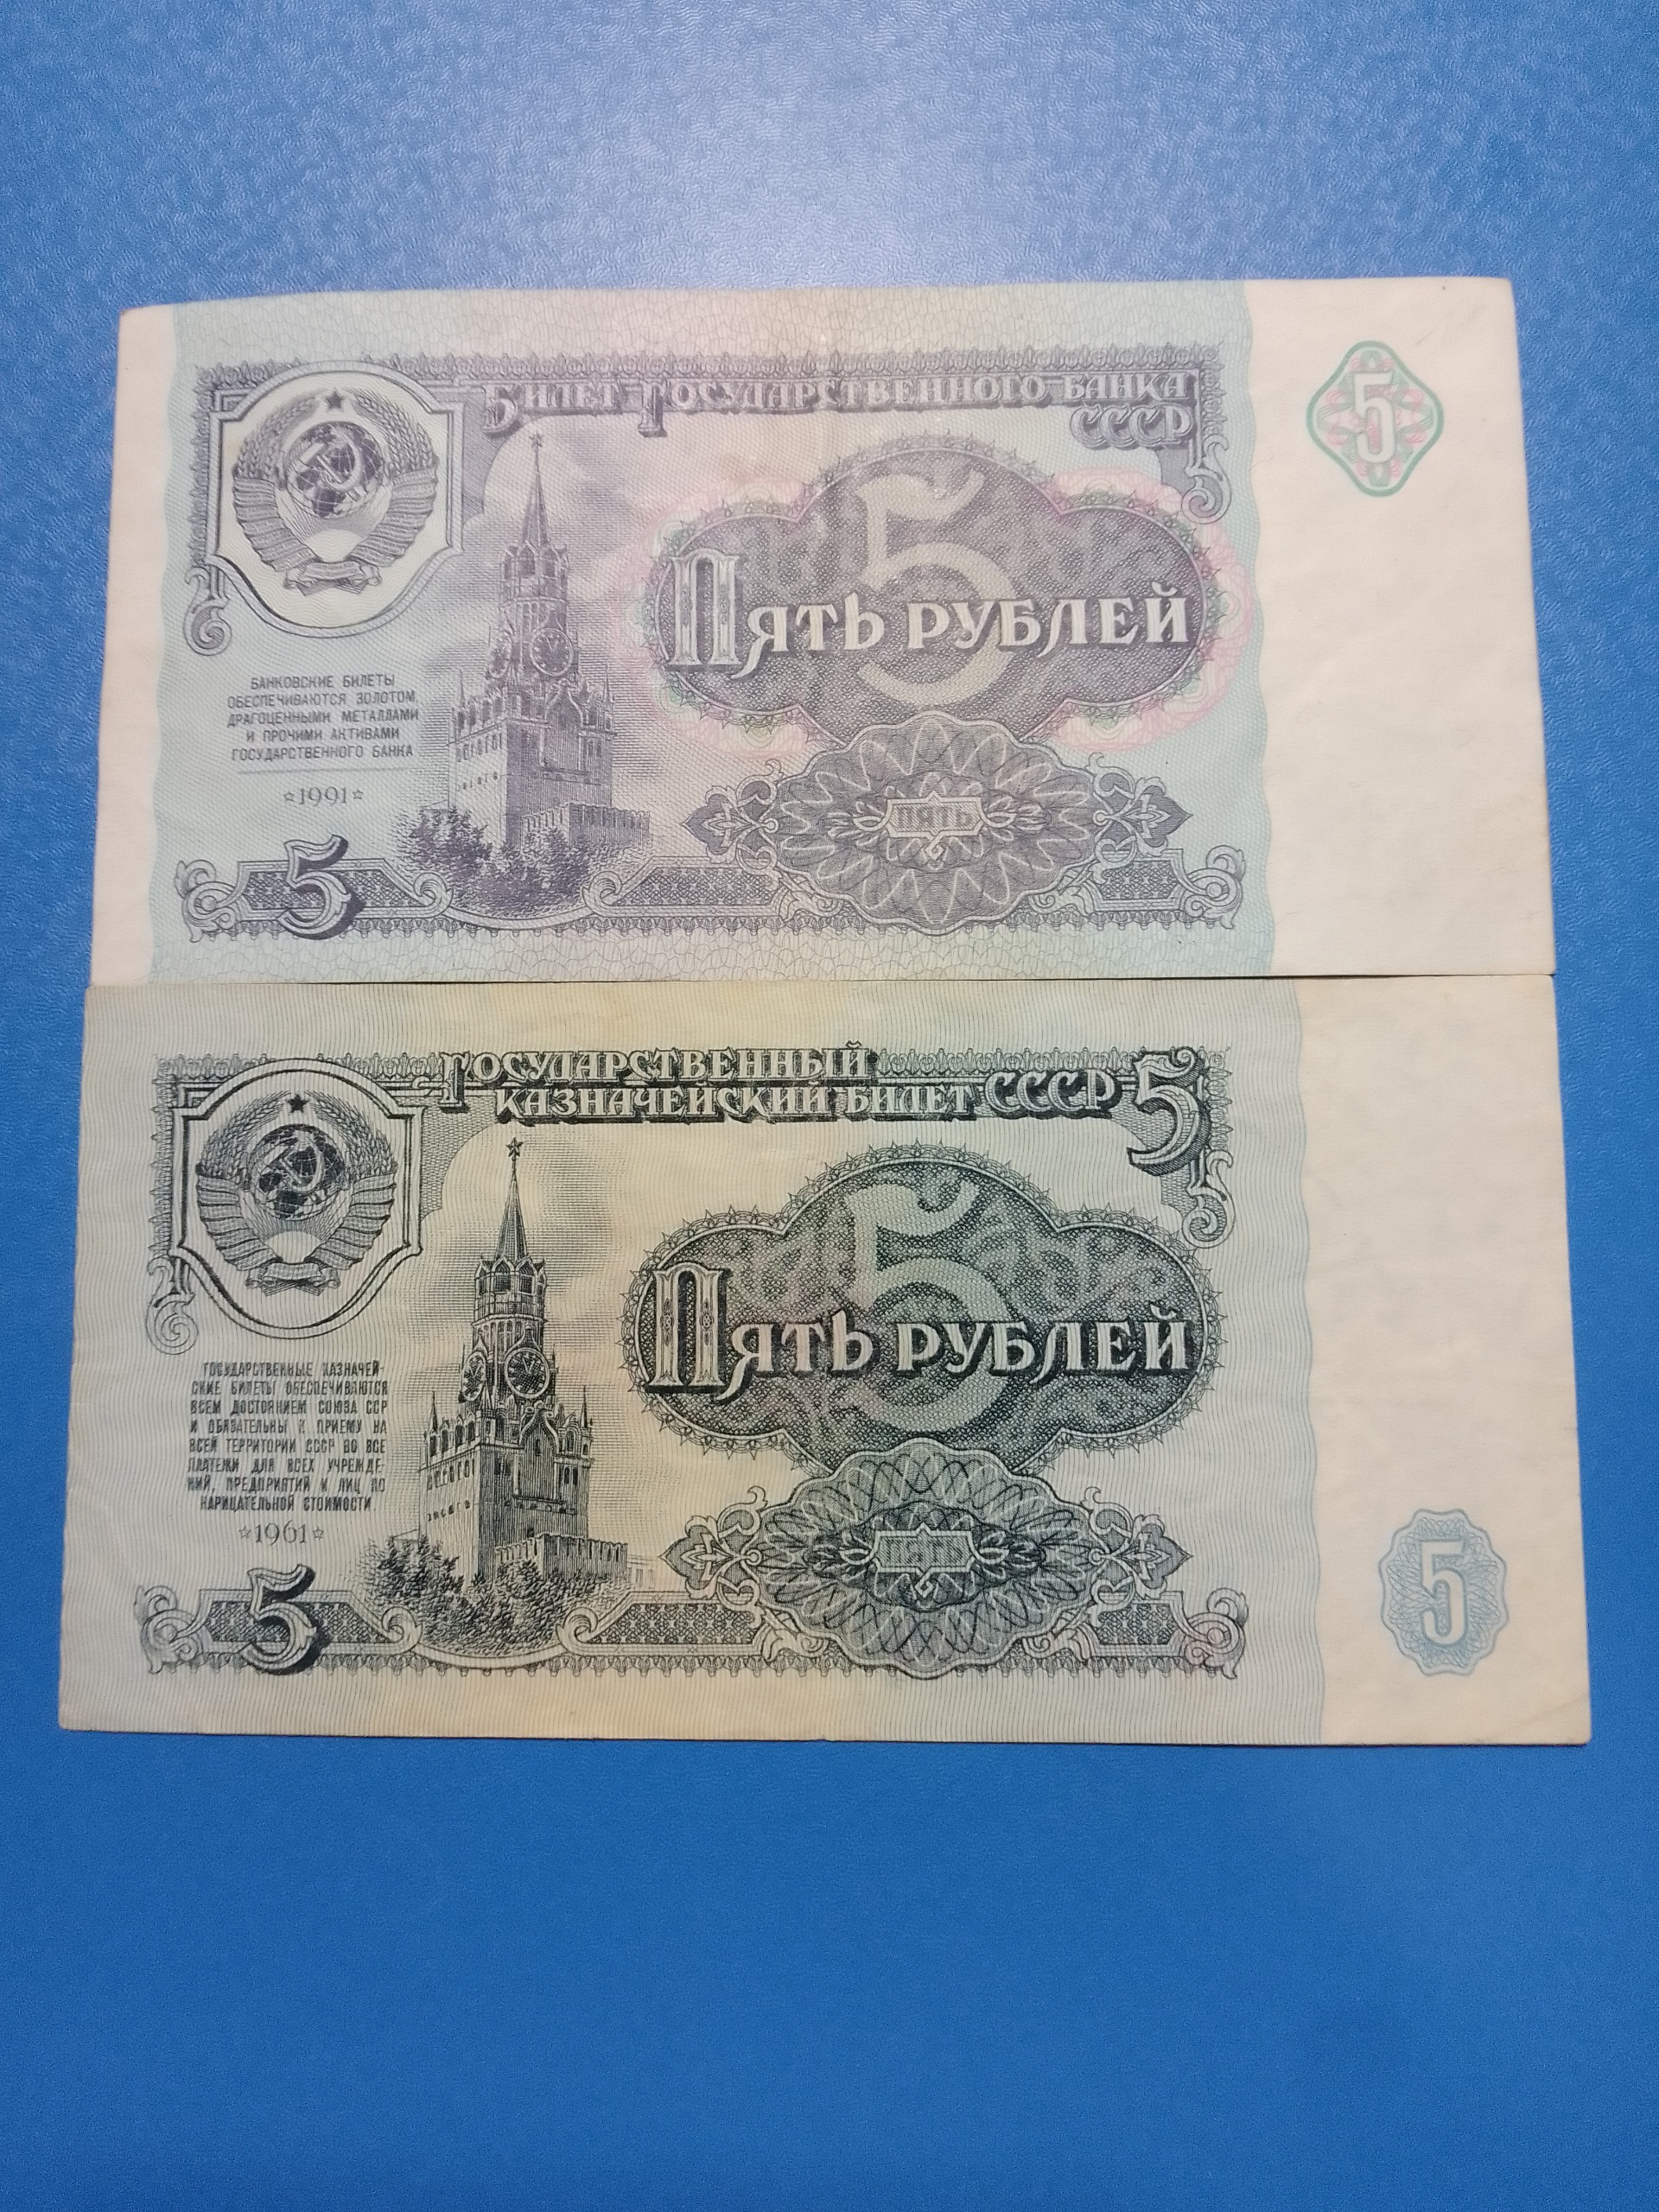 Билет Государственного банка
СССР
5
5
Пять рублей
БАНКОВСКИЕ БИЛЕТЫ
ОБЕСПЕЧИВАЮТСЯ ЗОЛОТОМ,
ДРАГОЦЕННЫМИ МЕТАЛЛАМИ
И ПРОЧИМИ АКТИВАМИ
ГОСУДАРСТВЕННОГО БАНКА
☆1991☆
ПЯТЬ
5
Государственный
казначейский билет СССР 5
5
Пять рублей
ГОСУДАРСТВЕННЫЕ КАЗНАЧЕЙ-
СКИЕ БИЛЕТЫ ОБЕСПЕЧИВАЮТСЯ
ВСЕМ ДОСТОЯНИЕМ СОЮЗА ССР
И ОБЯЗАТЕЛЬНЫ К ПРИЕМУ НА
ВСЕЙ ТЕРРИТОРИИ СССР ВО ВСЕ
ПЛАТЕЖИ ДЛЯ ВСЕХ УЧРЕЖДЕ-
НИЙ, ПРЕДПРИЯТИЙ И ЛИЦ ПО
НАРИЦАТЕЛЬНОЙ СТОИМОСТИ
☆1961☆
5
5